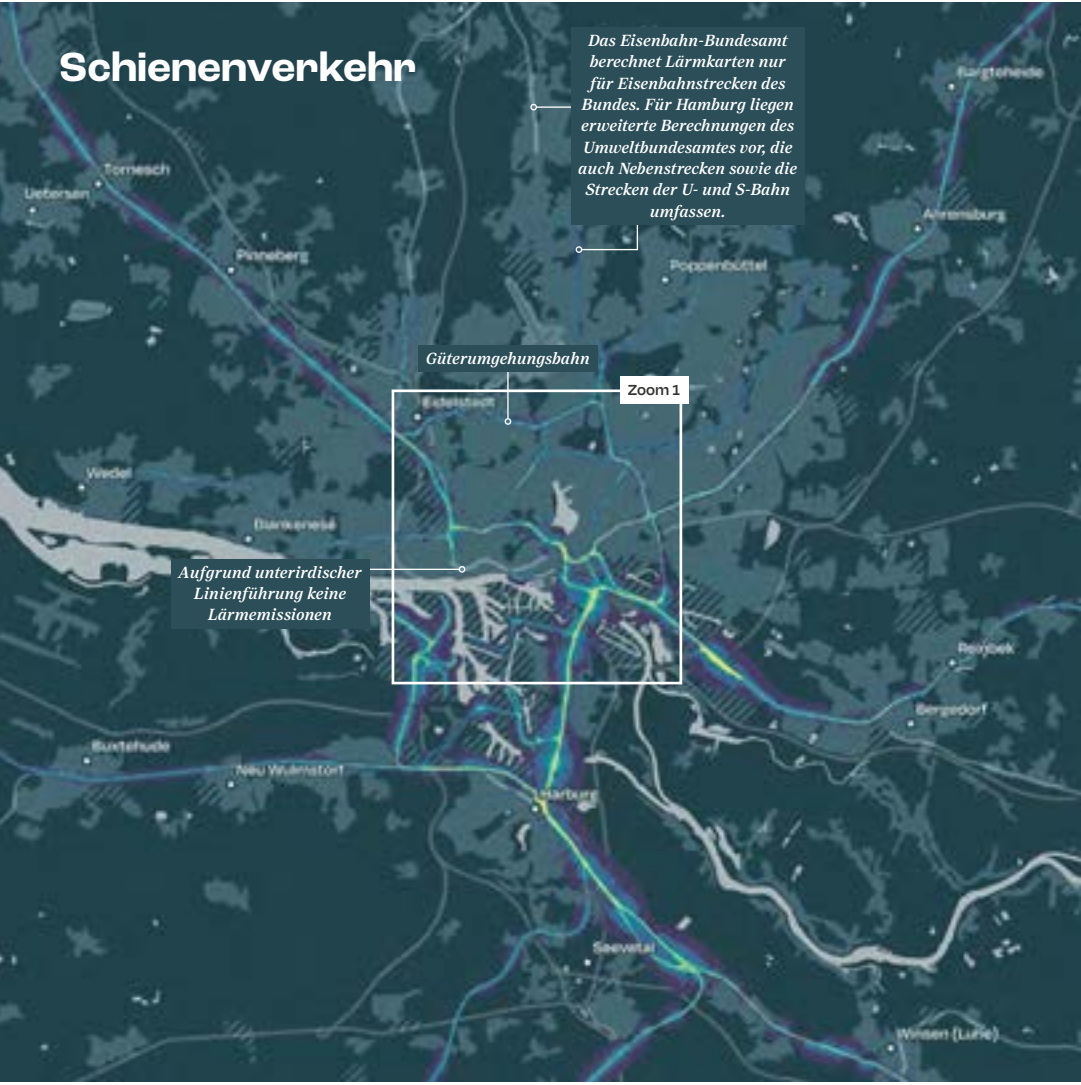 Schienenverkehr
Das Eisenbahn-Bundesamt
berechnet Lärmkarten nur
für Eisenbahnstrecken des
Bundes. Für Hamburg liegen
erweiterte Berechnungen des
Umweltbundesamtes vor, die
auch Nebenstrecken sowie die
Strecken der U- und S-Bahn
umfassen.
Bargteheide
Tornesch
Uetersen
Ahrensburg
Pinneberg
Poppenbüttel
Güterumgehungsbahn
Zoom 1
Eidelstedt
Wedel
Blankenese
Aufgrund unterirdischer
Linienführung keine
Lärmemissionen
Reinbek
Bergedorf
Buxtehude
Neu Wulmstorf
Harburg
Seevetal
Winsen (Luhe)